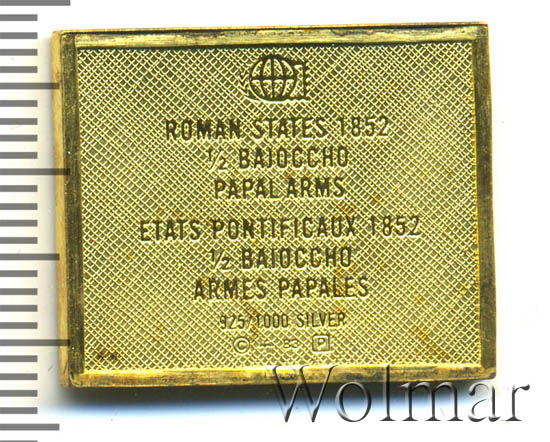 ROMAN STATES 1852
½ BAIOCCHO
PAPAL ARMS
ETATS PONTIFICAUX 1852
½ BAIOCCHO
ARMES PAPALES
925/1000 SILVER
© P
Wolmar